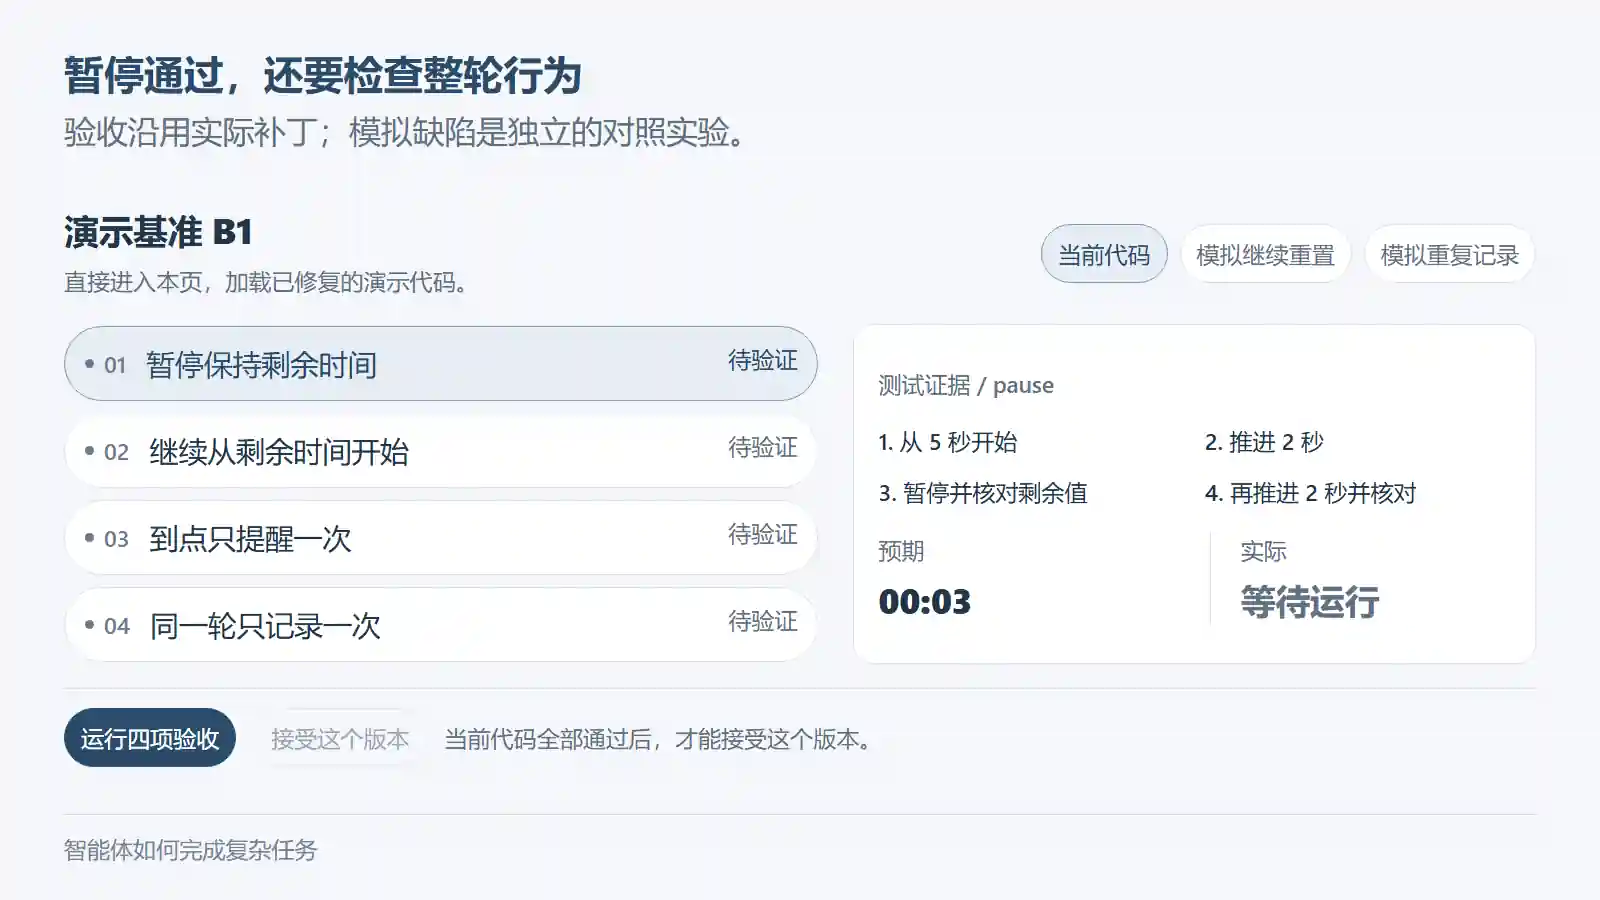 暂停通过，还要检查整轮行为
验收沿用实际补丁；模拟缺陷是独立的对照实验。
演示基准 B1
直接进入本页，加载已修复的演示代码。
当前代码
模拟继续重置
模拟重复记录
01 暂停保持剩余时间 待验证
02 继续从剩余时间开始 待验证
03 到点只提醒一次 待验证
04 同一轮只记录一次 待验证
测试证据 / pause
1. 从 5 秒开始
2. 推进 2 秒
3. 暂停并核对剩余值
4. 再推进 2 秒并核对
预期
00:03
实际
等待运行
运行四项验收
接受这个版本
当前代码全部通过后，才能接受这个版本。
智能体如何完成复杂任务